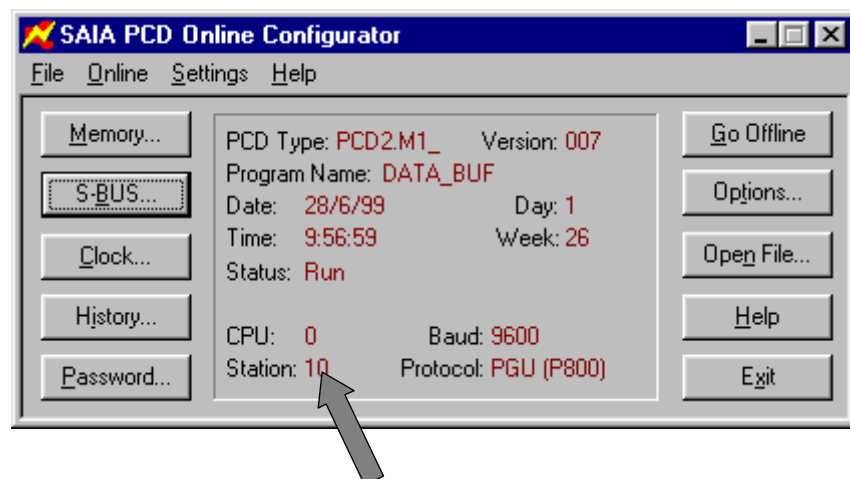 SAIA PCD Online Configurator
File Online Settings Help
Memory...
S-BUS...
Clock...
History...
Password...
PCD Type: PCD2.M1_ Version: 007
Program Name: DATA_BUF
Date: 28/6/99 Day: 1
Time: 9:56:59 Week: 26
Status: Run
CPU: 0 Baud: 9600
Station: 10 Protocol: PGU (P800)
Go Offline
Options...
Open File...
Help
Exit